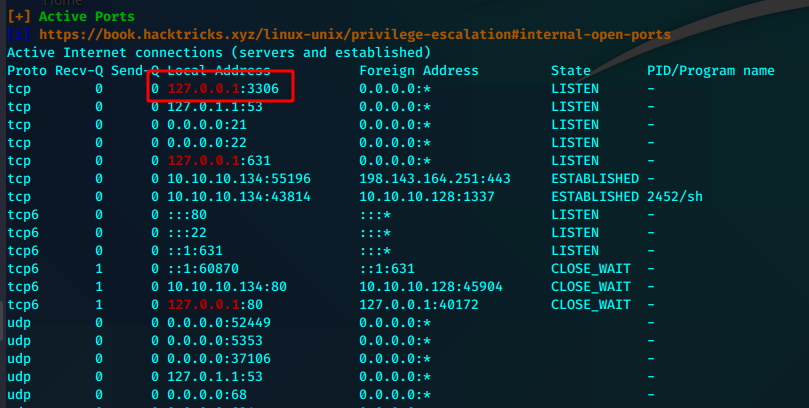 Home
[+] Active Ports
[i] https://book.hacktricks.xyz/linux-unix/privilege-escalation#internal-open-ports
Active Internet connections (servers and established)
Proto Recv-Q Send-Q Local Address Foreign Address State PID/Program name
tcp 0 0 127.0.0.1:3306 0.0.0.0:* LISTEN -
tcp 0 0 127.0.1.1:53 0.0.0.0:* LISTEN -
tcp 0 0 0.0.0.0:21 0.0.0.0:* LISTEN -
tcp 0 0 0.0.0.0:22 0.0.0.0:* LISTEN -
tcp 0 0 127.0.0.1:631 0.0.0.0:* LISTEN -
tcp 0 0 10.10.10.134:55196 198.143.164.251:443 ESTABLISHED -
tcp 0 0 10.10.10.134:43814 10.10.10.128:1337 ESTABLISHED 2452/sh
tcp6 0 0 :::80 :::* LISTEN -
tcp6 0 0 :::22 :::* LISTEN -
tcp6 0 0 ::1:631 :::* LISTEN -
tcp6 1 0 ::1:60870 ::1:631 CLOSE_WAIT -
tcp6 1 0 10.10.10.134:80 10.10.10.128:45904 CLOSE_WAIT -
tcp6 1 0 127.0.0.1:80 127.0.0.1:40172 CLOSE_WAIT -
udp 0 0 0.0.0.0:52449 0.0.0.0:* -
udp 0 0 0.0.0.0:5353 0.0.0.0:* -
udp 0 0 0.0.0.0:37106 0.0.0.0:* -
udp 0 0 127.0.1.1:53 0.0.0.0:* -
udp 0 0 0.0.0.0:68 0.0.0.0:* -